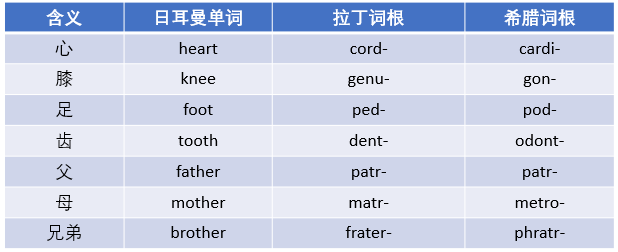 含义 日耳曼单词 拉丁词根 希腊词根
心 heart cord- cardi-
膝 knee genu- gon-
足 foot ped- pod-
齿 tooth dent- odont-
父 father patr- patr-
母 mother matr- metro-
兄弟 brother frater- phratr-